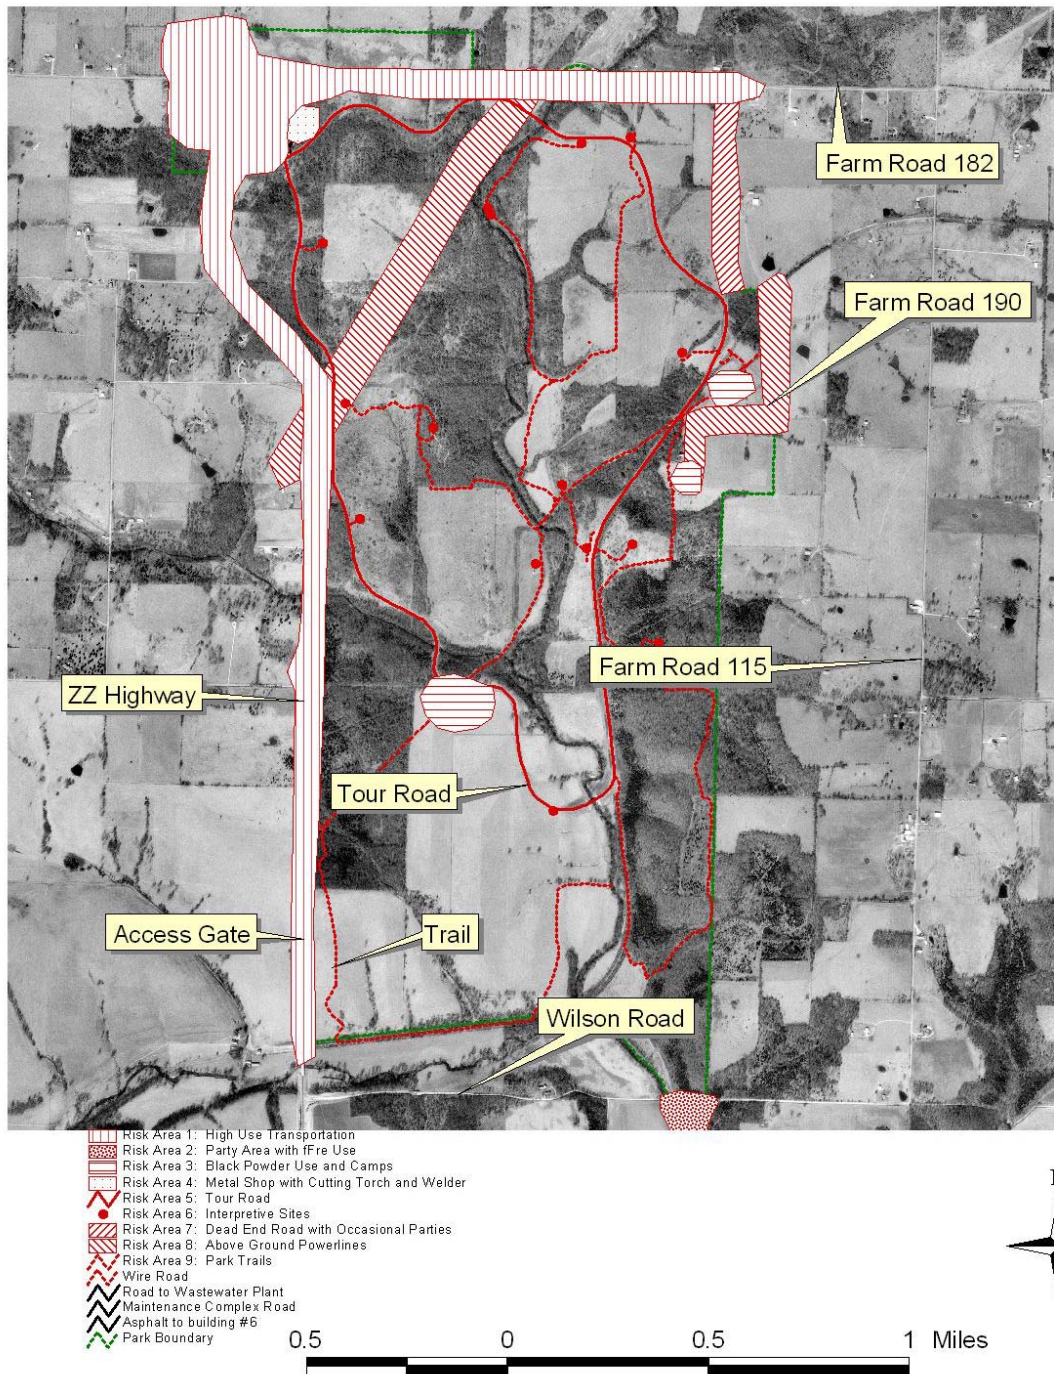 Farm Road 182
Farm Road 190
Farm Road 115
ZZ Highway
Tour Road
Access Gate
Trail
Wilson Road
Risk Area 1: High Use Transportation
Risk Area 2: Party Area with fFre Use
Risk Area 3: Black Powder Use and Camps
Risk Area 4: Metal Shop with Cutting Torch and Welder
Risk Area 5: Tour Road
Risk Area 6: Interpretive Sites
Risk Area 7: Dead End Road with Occasional Parties
Risk Area 8: Above Ground Powerlines
Risk Area 9: Park Trails
Wire Road
Road to Wastewater Plant
Maintenance Complex Road
Asphalt to building #6
Park Boundary
0.5 0 0.5 1 Miles